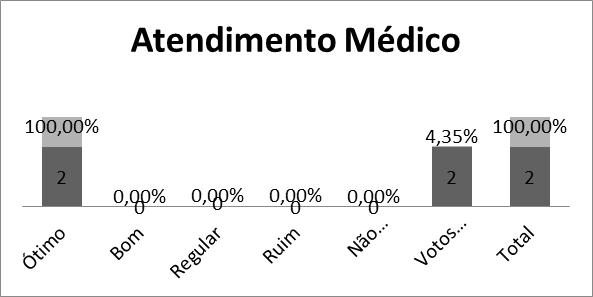 Atendimento Médico
100,00% 0,00% 0,00% 0,00% 0,00% 4,35% 100,00%
2 0 0 0 0 2 2
Ótimo Bom Regular Ruim Não... Votos... Total